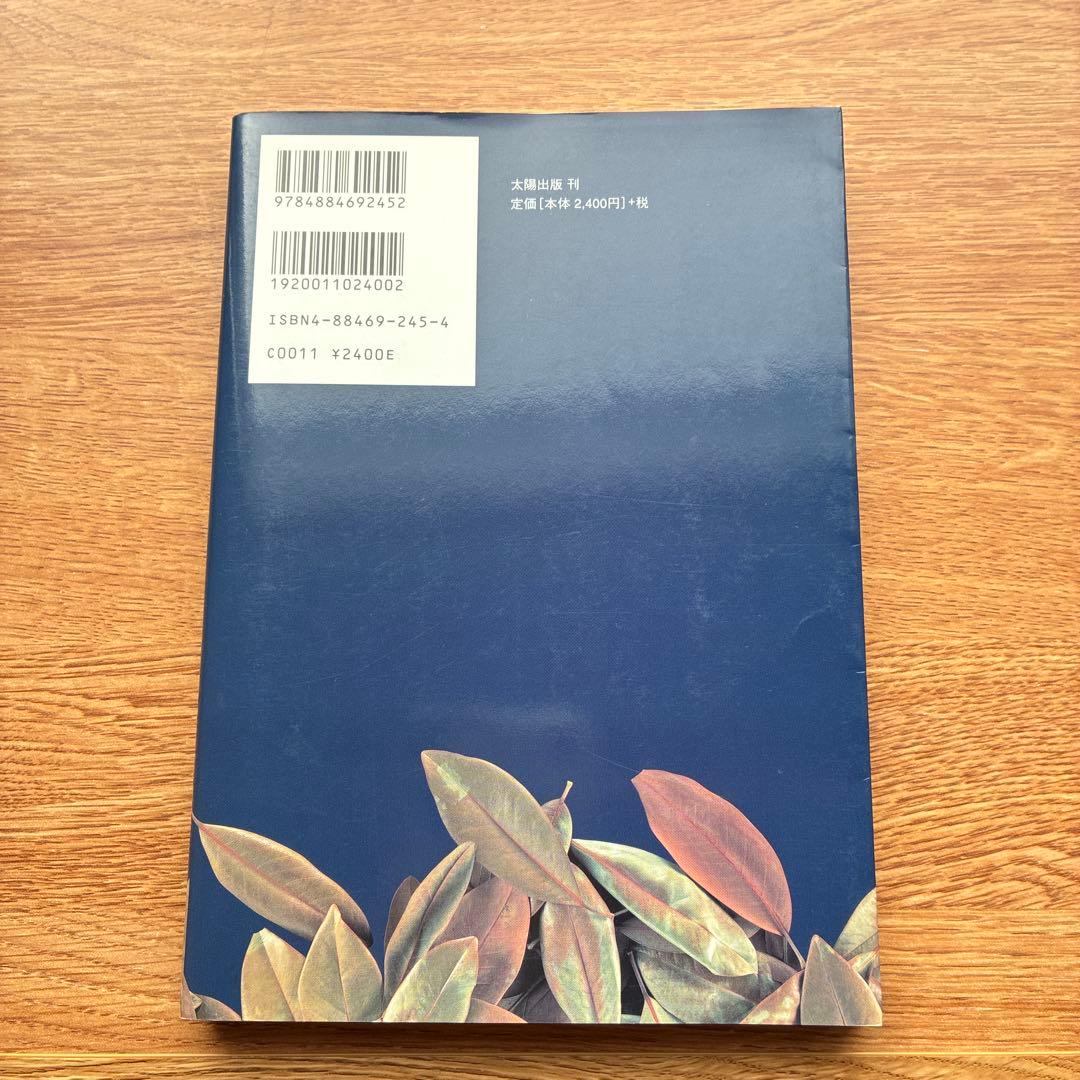 9784884692452
1920011024002
ISBN4-88469-245-4
C0011 ¥2400E
太陽出版 刊
定価[本体 2,400円]+税